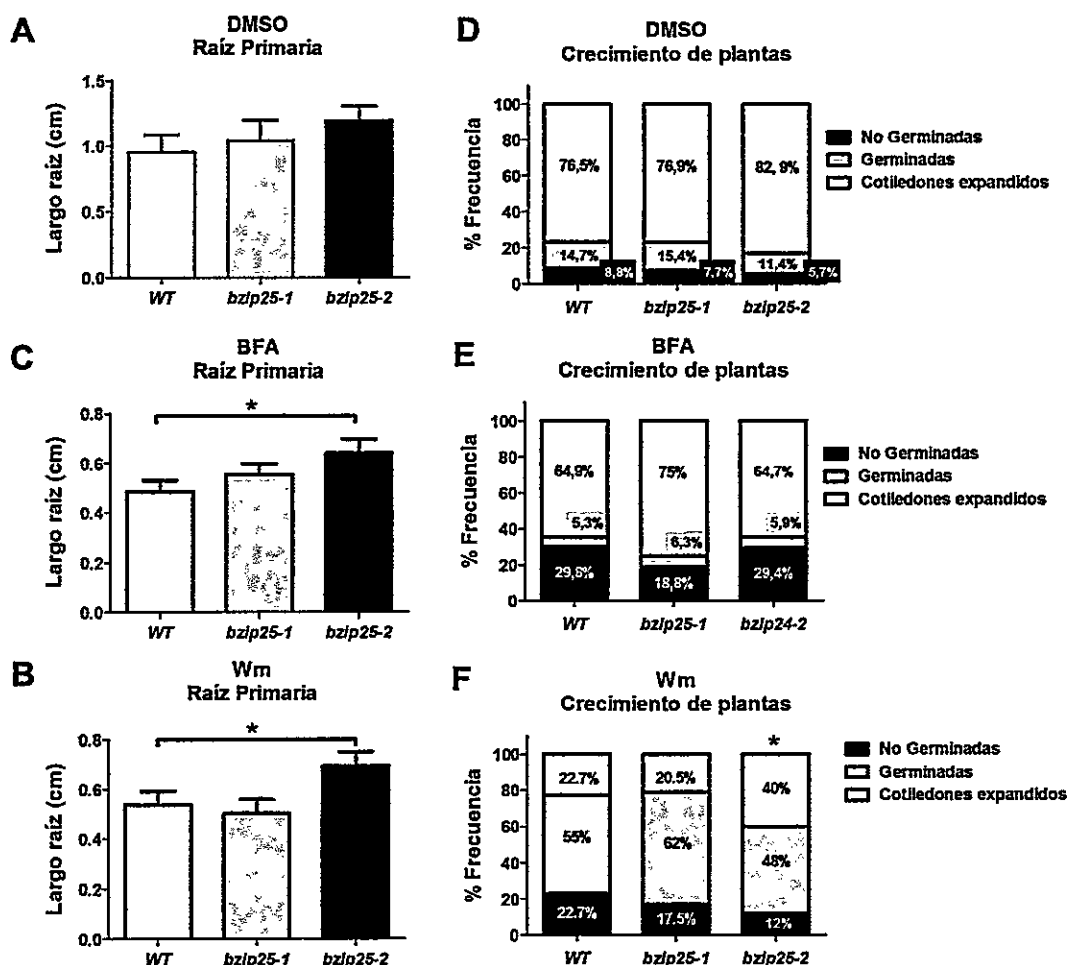 A
DMSO
Raíz Primaria
Largo raíz (cm)
1.5
1.0
0.5
0.0
WT
bzip25-1
bzip25-2
D
DMSO
Crecimiento de plantas
% Frecuencia
100
80
60
40
20
0
76,5%
76,9%
82, 9%
14,7%
15,4%
11,4%
8,8%
7,7%
5,7%
WT
bzip25-1
bzip25-2
No Germinadas
Germinadas
Cotiledones expandidos
C
BFA
Raíz Primaria
*
Largo raíz (cm)
0.8
0.6
0.4
0.2
0.0
WT
bzip25-1
bzip25-2
E
BFA
Crecimiento de plantas
% Frecuencia
100
80
60
40
20
0
64,9%
75%
64,7%
5,3%
6,3%
5,9%
29,8%
18,8%
29,4%
WT
bzip25-1
bzip24-2
No Germinadas
Germinadas
Cotiledones expandidos
B
Wm
Raíz Primaria
*
Largo raíz (cm)
0.8
0.6
0.4
0.2
0.0
WT
bzip25-1
bzip25-2
F
Wm
Crecimiento de plantas
*
% Frecuencia
100
80
60
40
20
0
22.7%
20.5%
40%
55%
62%
48%
22.7%
17.5%
12%
WT
bzip25-1
bzip25-2
No Germinadas
Germinadas
Cotiledones expandidos